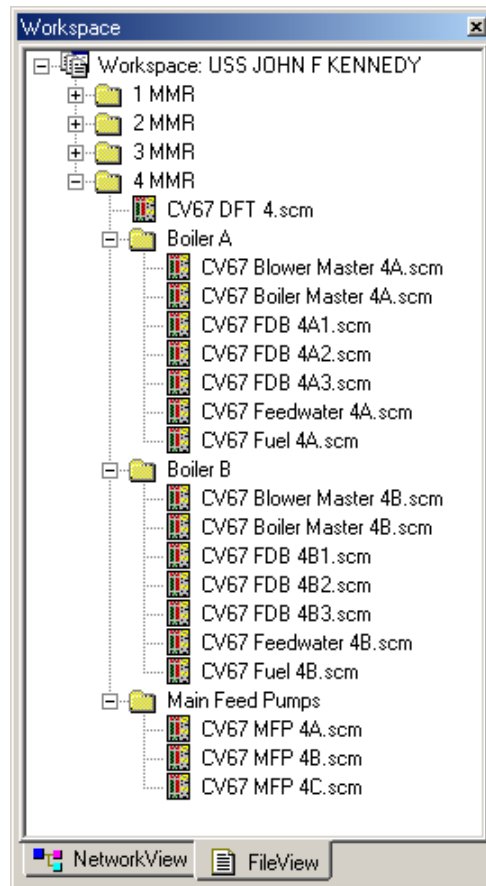 Workspace
Workspace: USS JOHN F KENNEDY
1 MMR
2 MMR
3 MMR
4 MMR
CV67 DFT 4.scm
Boiler A
CV67 Blower Master 4A.scm
CV67 Boiler Master 4A.scm
CV67 FDB 4A1.scm
CV67 FDB 4A2.scm
CV67 FDB 4A3.scm
CV67 Feedwater 4A.scm
CV67 Fuel 4A.scm
Boiler B
CV67 Blower Master 4B.scm
CV67 Boiler Master 4B.scm
CV67 FDB 4B1.scm
CV67 FDB 4B2.scm
CV67 FDB 4B3.scm
CV67 Feedwater 4B.scm
CV67 Fuel 4B.scm
Main Feed Pumps
CV67 MFP 4A.scm
CV67 MFP 4B.scm
CV67 MFP 4C.scm
NetworkView FileView